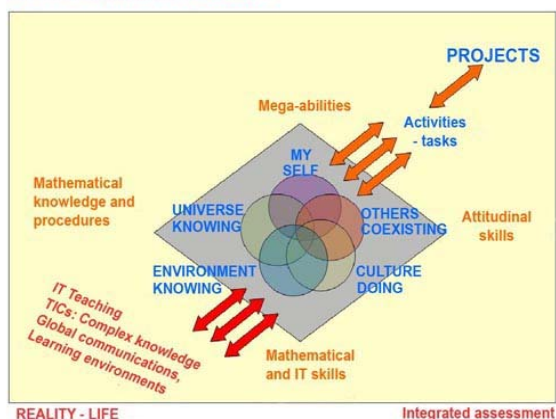 PROJECTS
Mega-abilities
Activities
- tasks
MY
SELF
Mathematical
knowledge and
procedures
UNIVERSE
KNOWING
OTHERS
COEXISTING
Attitudinal
skills
ENVIRONMENT
KNOWING
CULTURE
DOING
IT Teaching
TICs: Complex knowledge
Global communications,
Learning environments
Mathematical
and IT skills
REALITY - LIFE
Integrated assessment